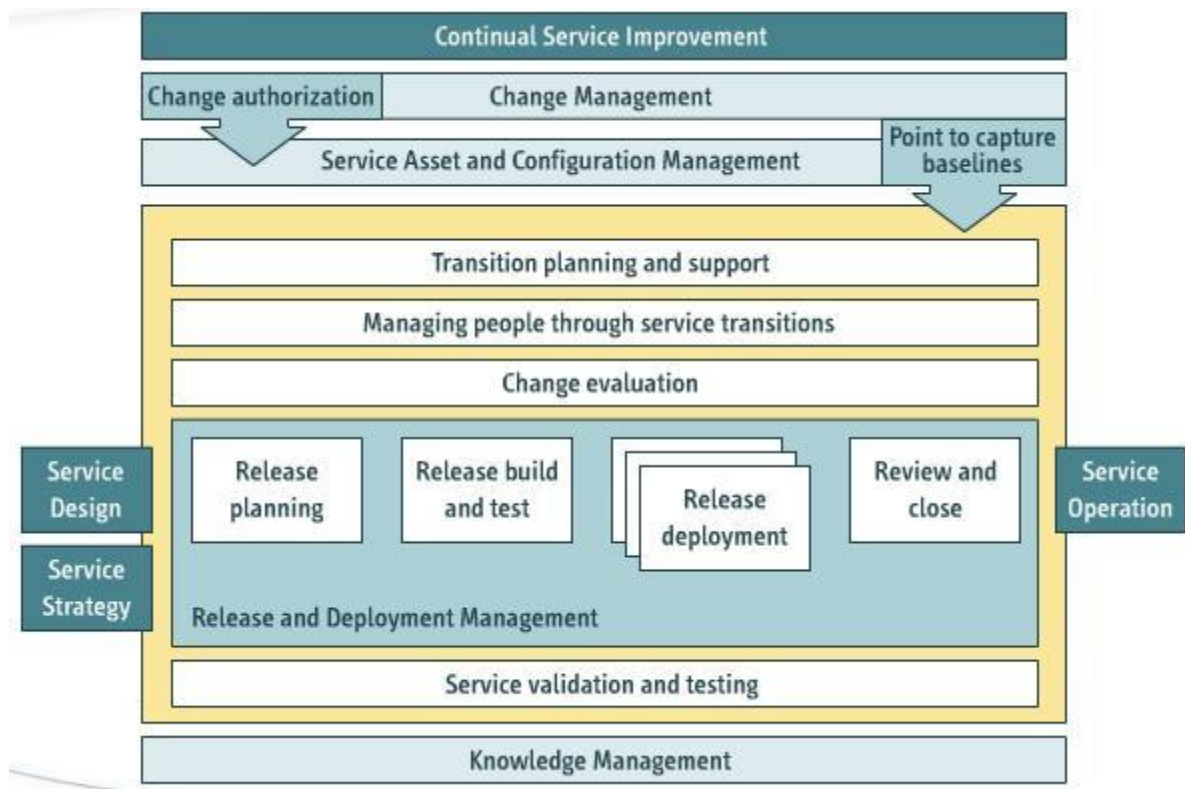 Continual Service Improvement
Change authorization
Change Management
Service Asset and Configuration Management
Point to capture
baselines
Transition planning and support
Managing people through service transitions
Change evaluation
Service
Design
Service
Strategy
Release
planning
Release build
and test
Release
deployment
Review and
close
Release and Deployment Management
Service
Operation
Service validation and testing
Knowledge Management